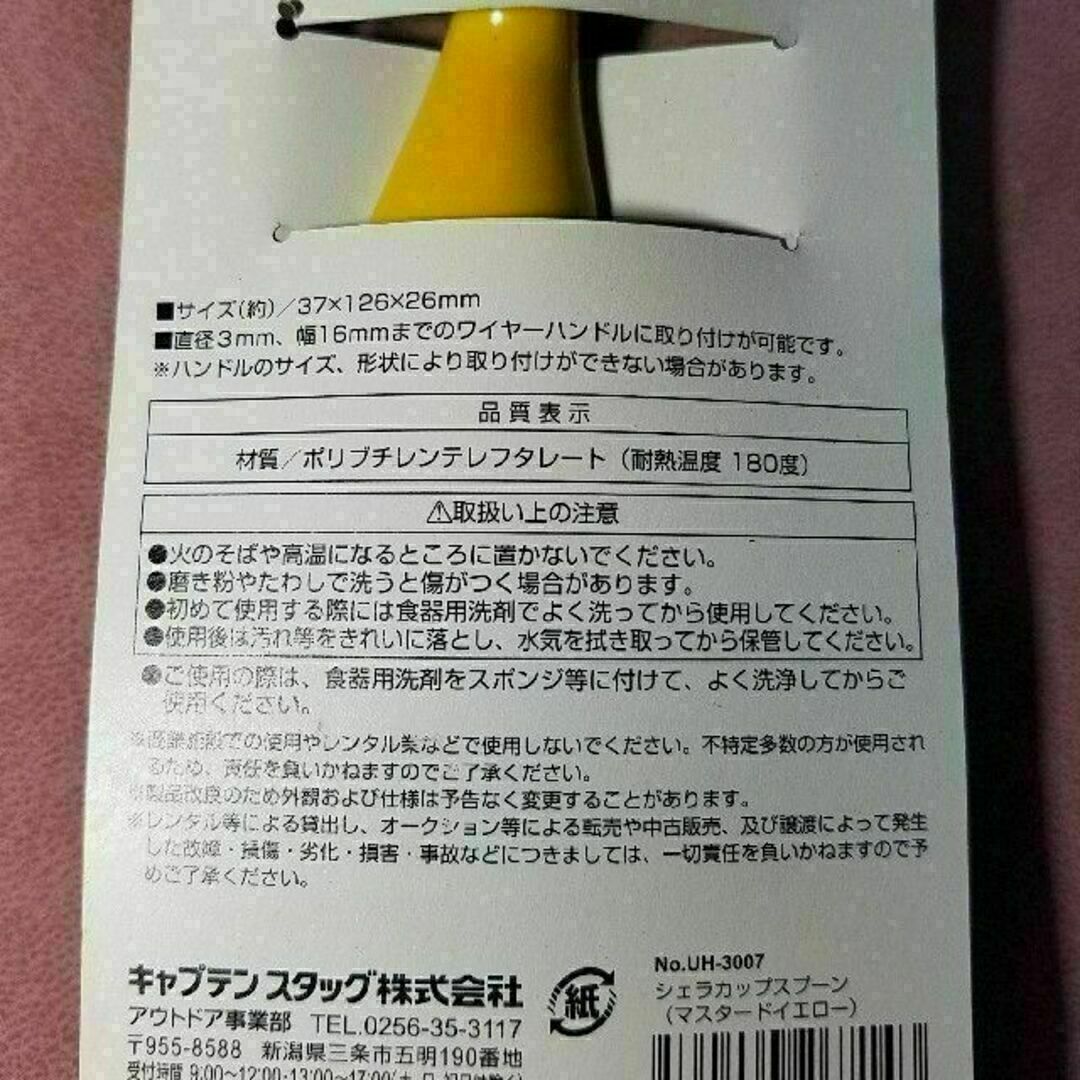 ■サイズ(約)/37×126×26mm
■直径3mm、幅16mmまでのワイヤーハンドルに取り付けが可能です。
※ハンドルのサイズ、形状により取り付けができない場合があります。
品質表示
材質/ポリブチレンテレフタレート(耐熱温度 180度)
⚠取扱い上の注意
●火のそばや高温になるところに置かないでください。
●磨き粉やたわしで洗うと傷がつく場合があります。
●初めて使用する際には食器用洗剤でよく洗ってから使用してください。
●使用後は汚れ等をきれいに落とし、水気を拭き取ってから保管してください。
●ご使用の際は、食器用洗剤をスポンジ等に付けて、よく洗浄してからご
使用ください。
※商業施設での使用やレンタル業などで使用しないでください。不特定多数の方が使用され
るため、責任を負いかねますのでご了承ください。
※製品改良のため外観および仕様は予告なく変更することがあります。
※レンタル等による貸出し、オークション等による転売や中古販売、及び譲渡によって発生
した故障・損傷・劣化・損害・事故などにつきましては、一切責任を負いかねますので予
めご了承ください。
キャプテンスタッグ株式会社
アウトドア事業部 TEL.0256-35-3117
〒955-8588 新潟県三条市五明190番地
受付時間 9:00~12:00・13:00~17:00(土・日・祝日休除く)
紙
No.UH-3007
シェラカップスプーン
(マスタードイエロー)